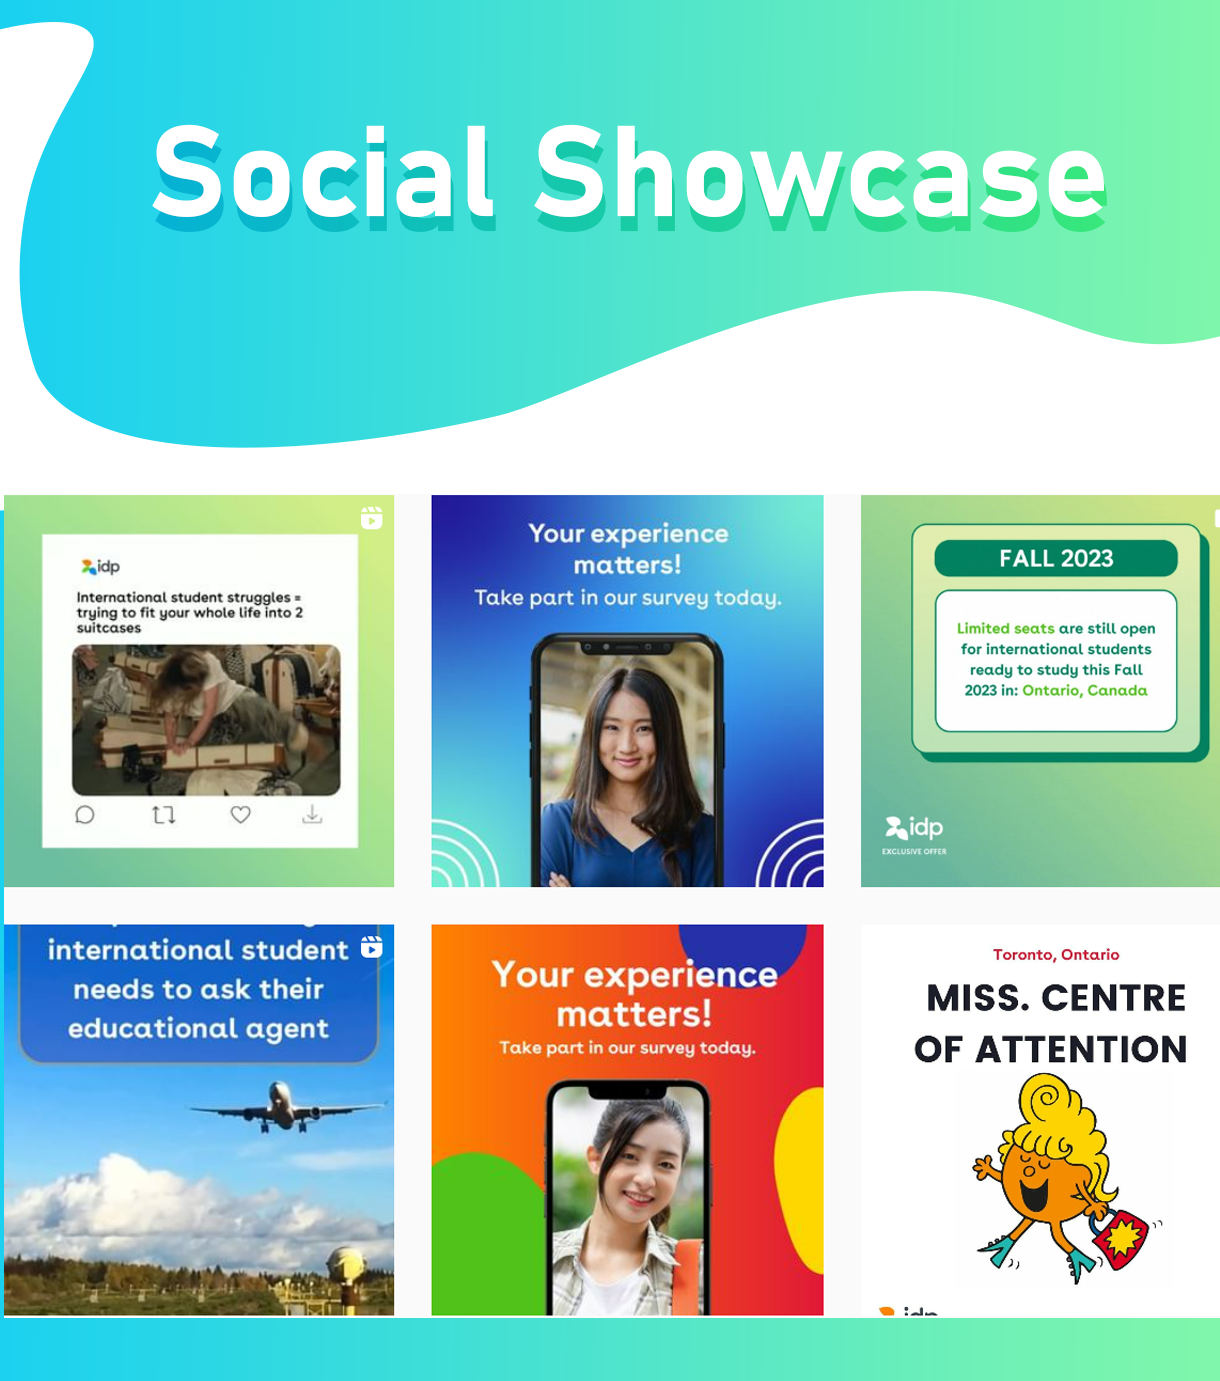 Social Showcase
idp
International student struggles =
trying to fit your whole life into 2
suitcases
Your experience
matters!
Take part in our survey today.
FALL 2023
Limited seats are still open
for international students
ready to study this Fall
2023 in: Ontario, Canada
idp
EXCLUSIVE OFFER
international student
needs to ask their
educational agent
Your experience
matters!
Take part in our survey today.
Toronto, Ontario
MISS. CENTRE
OF ATTENTION
idp